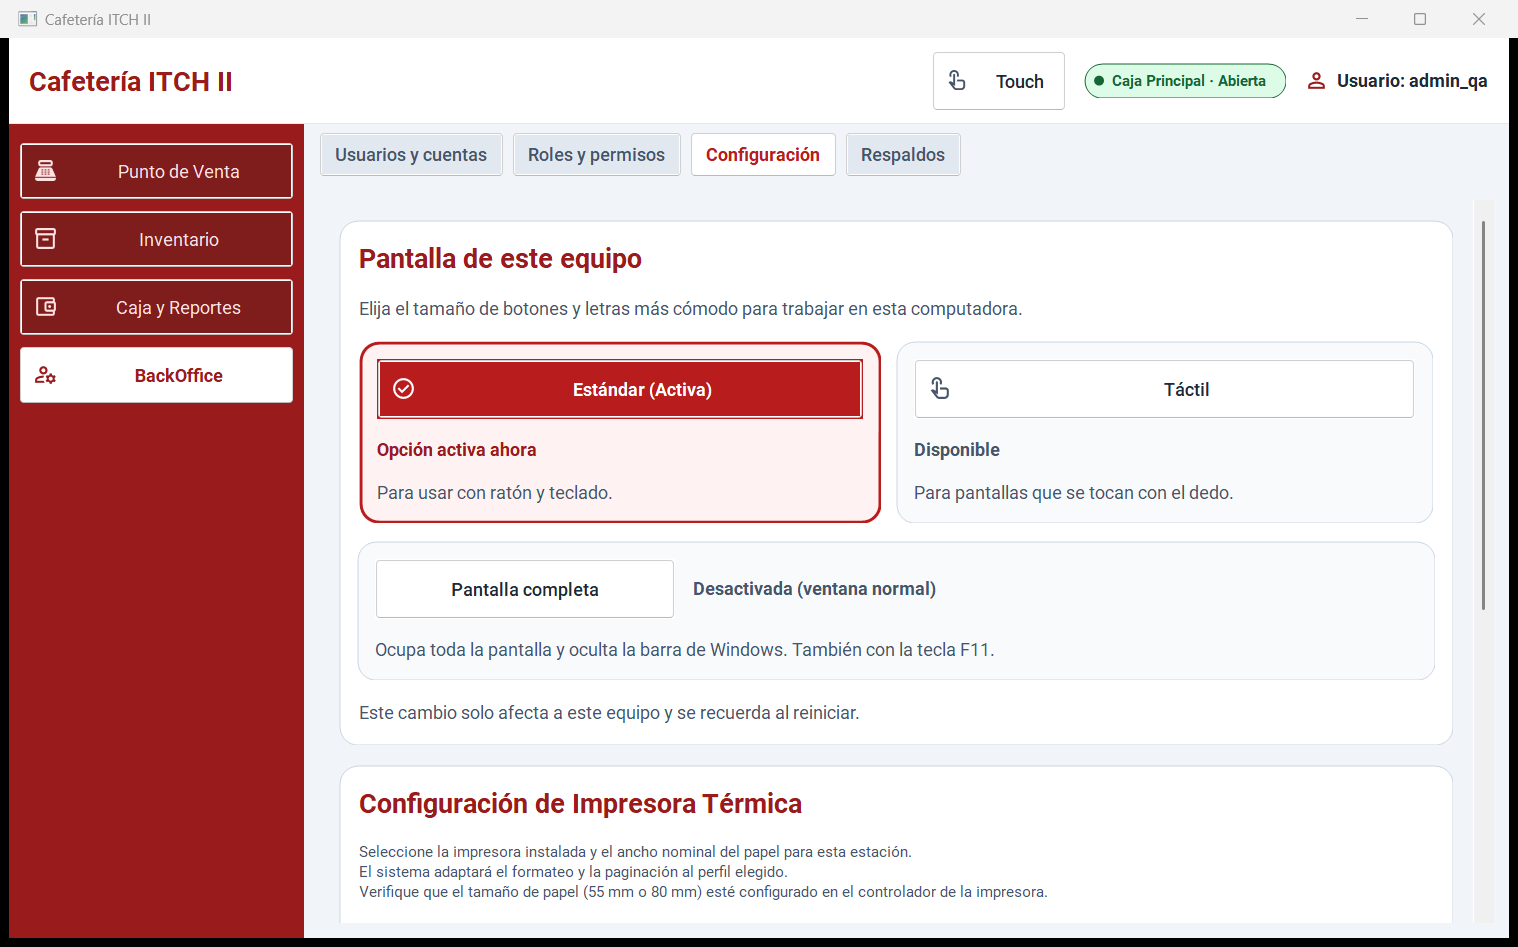 Cafetería ITCH II
Cafetería ITCH II
Touch
Caja Principal · Abierta
Usuario: admin_qa
Punto de Venta
Inventario
Caja y Reportes
BackOffice
Usuarios y cuentas
Roles y permisos
Configuración
Respaldos
Pantalla de este equipo
Elija el tamaño de botones y letras más cómodo para trabajar en esta computadora.
Estándar (Activa)
Opción activa ahora
Para usar con ratón y teclado.
Táctil
Disponible
Para pantallas que se tocan con el dedo.
Pantalla completa
Desactivada (ventana normal)
Ocupa toda la pantalla y oculta la barra de Windows. También con la tecla F11.
Este cambio solo afecta a este equipo y se recuerda al reiniciar.
Configuración de Impresora Térmica
Seleccione la impresora instalada y el ancho nominal del papel para esta estación.
El sistema adaptará el formateo y la paginación al perfil elegido.
Verifique que el tamaño de papel (55 mm o 80 mm) esté configurado en el controlador de la impresora.